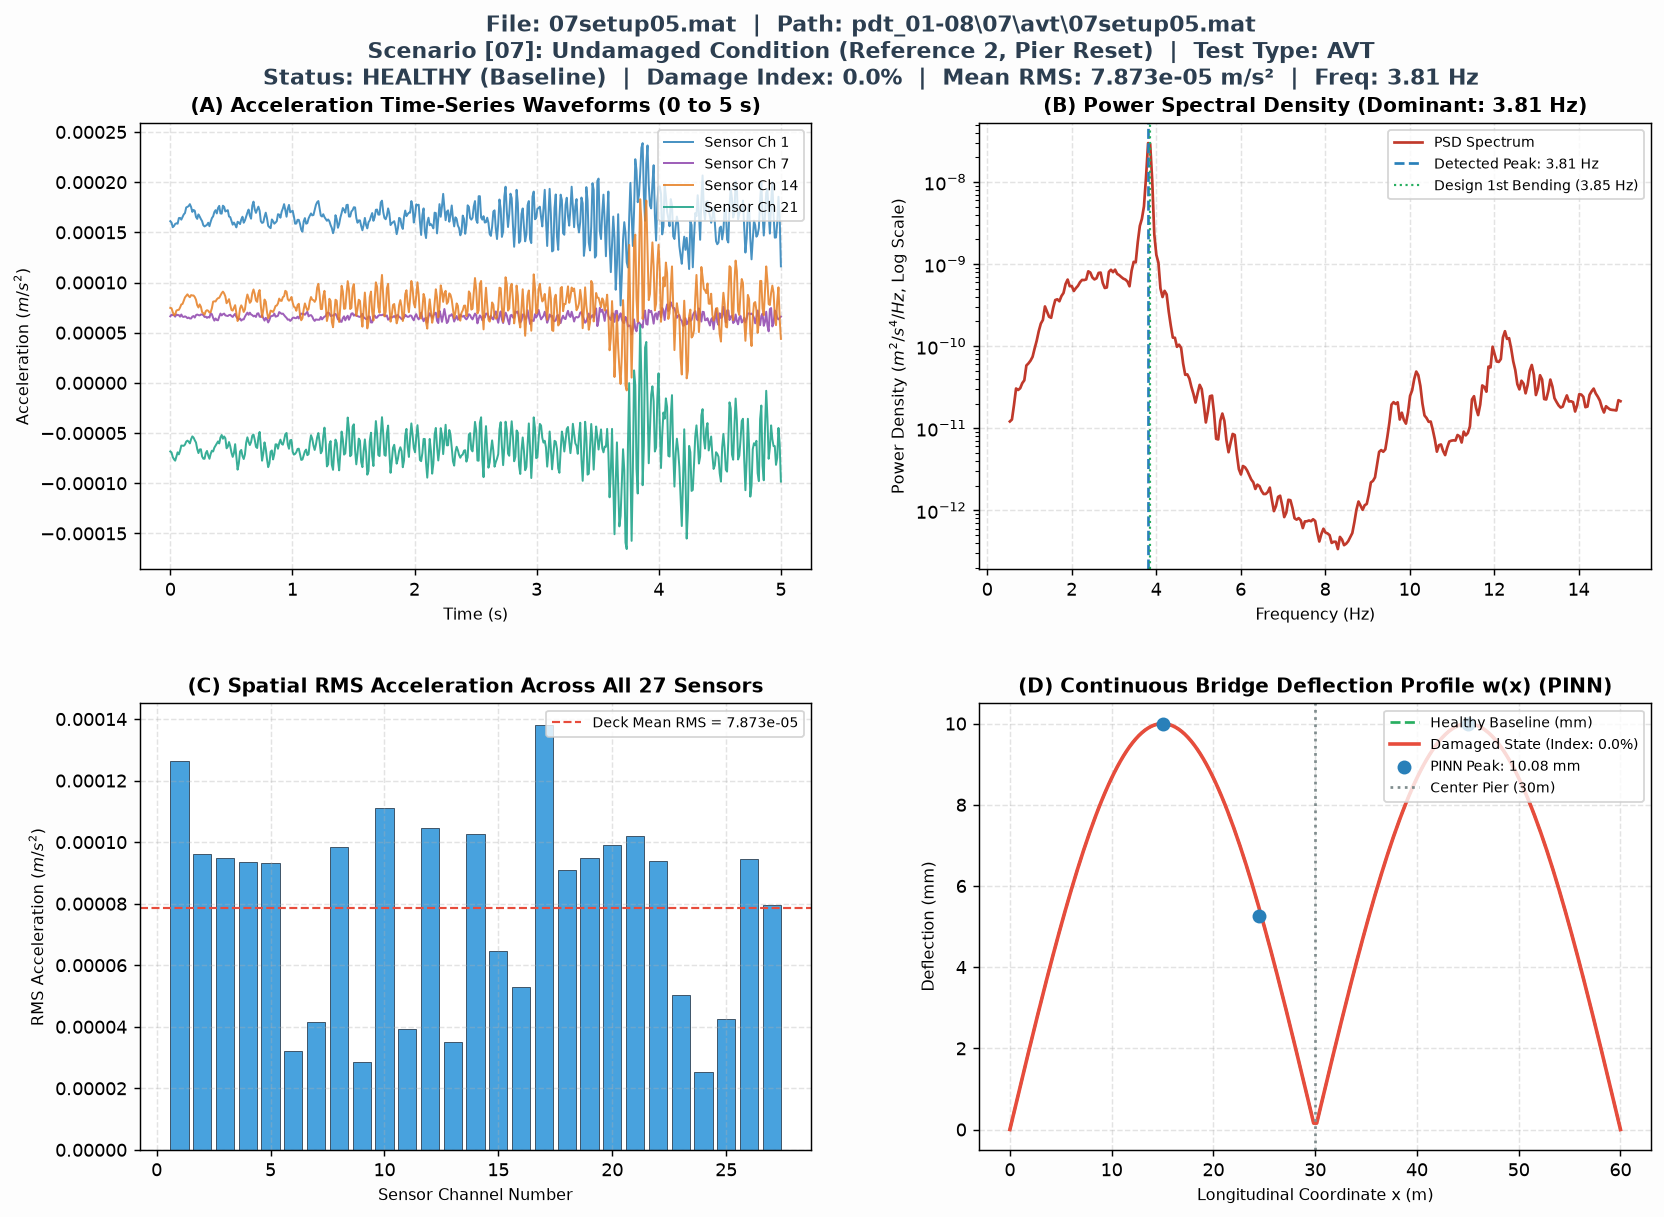 File: 07setup05.mat | Path: pdt_01-08\07\avt\07setup05.mat
Scenario [07]: Undamaged Condition (Reference 2, Pier Reset) | Test Type: AVT
Status: HEALTHY (Baseline) | Damage Index: 0.0% | Mean RMS: 7.873e-05 m/s² | Freq: 3.81 Hz
(A) Acceleration Time-Series Waveforms (0 to 5 s)
Acceleration (m/s²)
0.00025
0.00020
0.00015
0.00010
0.00005
0.00000
−0.00005
−0.00010
−0.00015
Sensor Ch 1
Sensor Ch 7
Sensor Ch 14
Sensor Ch 21
0 1 2 3 4 5
Time (s)
(B) Power Spectral Density (Dominant: 3.81 Hz)
Power Density (m²/s⁴/Hz, Log Scale)
10⁻⁸
10⁻⁹
10⁻¹⁰
10⁻¹¹
10⁻¹²
PSD Spectrum
Detected Peak: 3.81 Hz
Design 1st Bending (3.85 Hz)
0 2 4 6 8 10 12 14
Frequency (Hz)
(C) Spatial RMS Acceleration Across All 27 Sensors
RMS Acceleration (m/s²)
0.00014
0.00012
0.00010
0.00008
0.00006
0.00004
0.00002
0.00000
Deck Mean RMS = 7.873e-05
0 5 10 15 20 25
Sensor Channel Number
(D) Continuous Bridge Deflection Profile w(x) (PINN)
Deflection (mm)
10
8
6
4
2
0
Healthy Baseline (mm)
Damaged State (Index: 0.0%)
PINN Peak: 10.08 mm
Center Pier (30m)
0 10 20 30 40 50 60
Longitudinal Coordinate x (m)